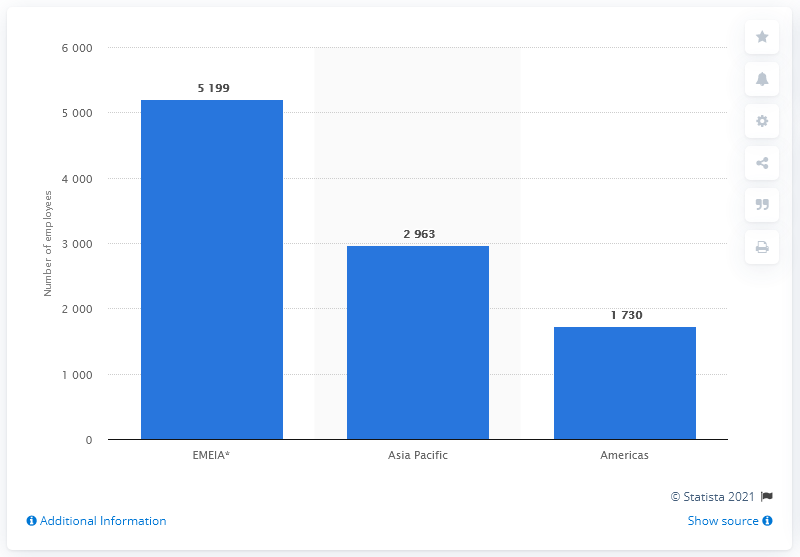 6 000
5 000
4 000
3 000
2 000
1 000
0
Number of employees
5 199
2 963
1 730
EMEIA*
Asia Pacific
Americas
© Statista 2021
Additional Information
Show source